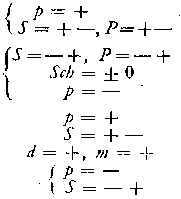 p = +
S = + −, P = + −
S = − +, P = − +
Sch = ± 0
p = −
p = +
S = + −
d = +, m = +
p = −
S = − +